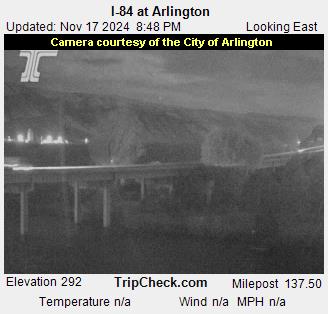 I-84 at Arlington
Updated: Nov 17 2024 8:48 PM Looking East
Camera courtesy of the City of Arlington
Elevation 292 TripCheck.com Milepost 137.50
Temperature n/a Wind n/a MPH n/a